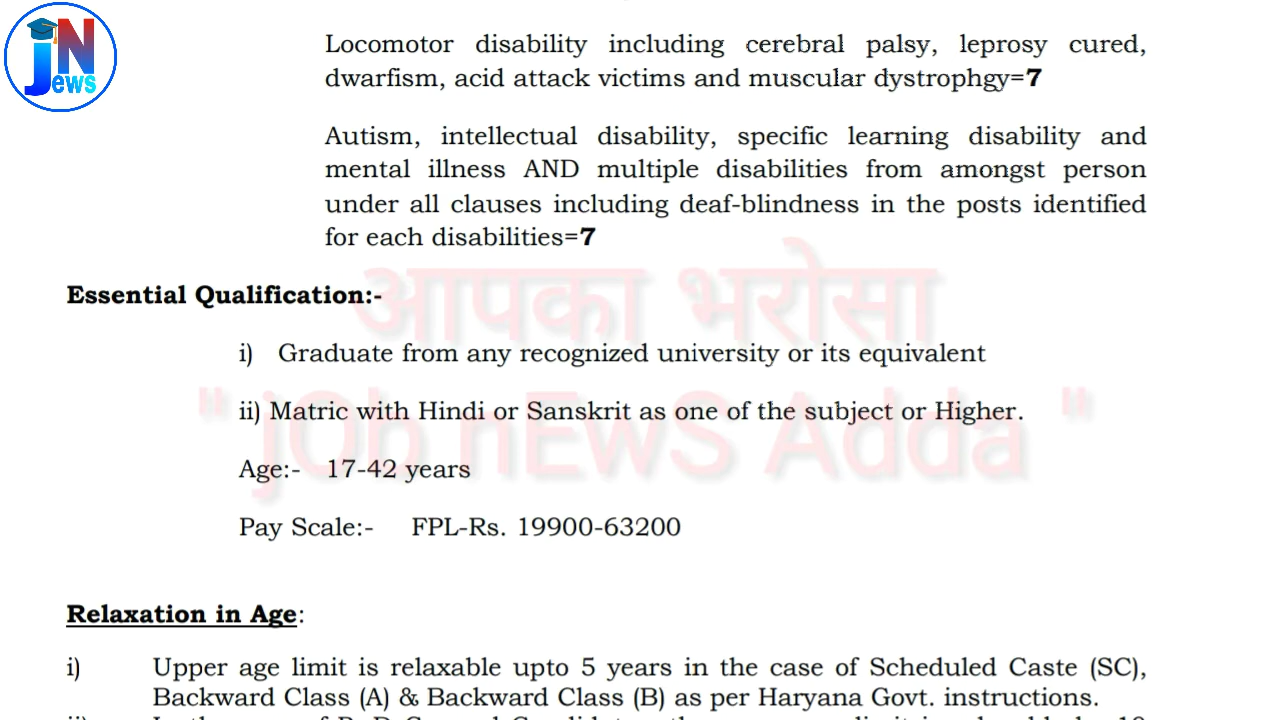 JN
ews
Locomotor disability including cerebral palsy, leprosy cured,
dwarfism, acid attack victims and muscular dystrophgy=7
Autism, intellectual disability, specific learning disability and
mental illness AND multiple disabilities from amongst person
under all clauses including deaf-blindness in the posts identified
for each disabilities=7
आपका भरोसा
Essential Qualification:-
i) Graduate from any recognized university or its equivalent
" jOb nEwS Adda "
ii) Matric with Hindi or Sanskrit as one of the subject or Higher.
Age:- 17-42 years
Pay Scale:- FPL-Rs. 19900-63200
Relaxation in Age:
i) Upper age limit is relaxable upto 5 years in the case of Scheduled Caste (SC),
Backward Class (A) & Backward Class (B) as per Haryana Govt. instructions.